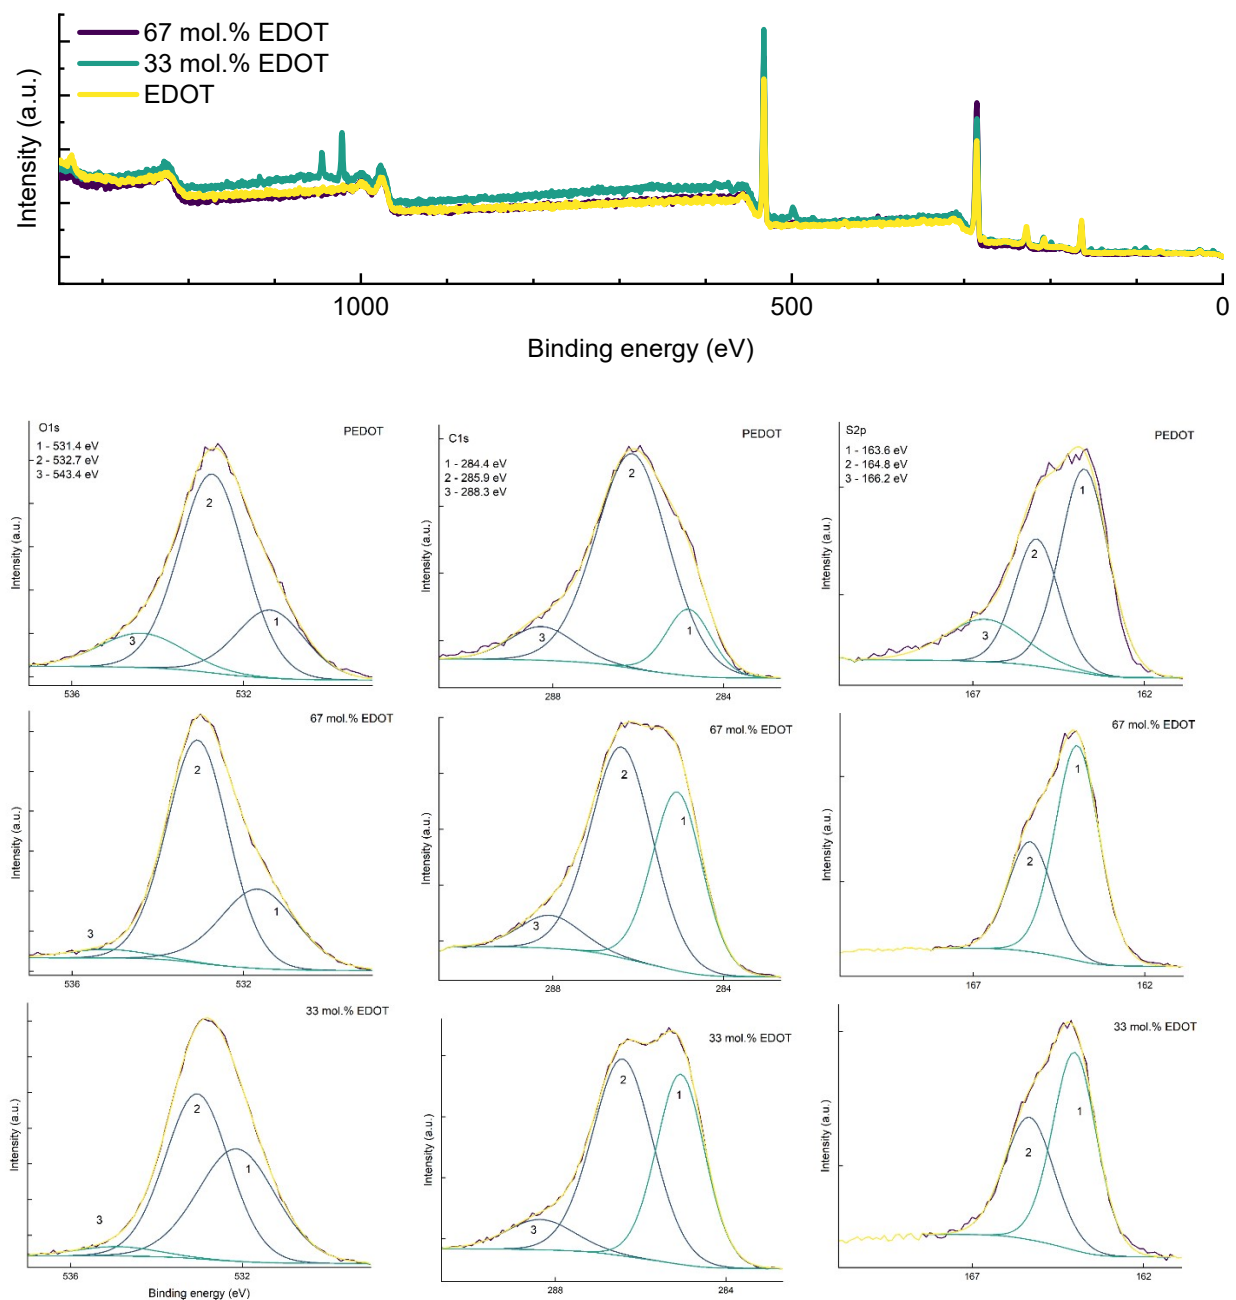 67 mol.% EDOT
33 mol.% EDOT
EDOT
Intensity (a.u.)
1000
500
0
Binding energy (eV)
O1s
PEDOT
1 - 531.4 eV
2 - 532.7 eV
3 - 543.4 eV
2
1
3
Intensity (a.u.)
536
532
C1s
PEDOT
1 - 284.4 eV
2 - 285.9 eV
3 - 288.3 eV
2
1
3
Intensity (a.u.)
288
284
S2p
PEDOT
1 - 163.6 eV
2 - 164.8 eV
3 - 166.2 eV
1
2
3
Intensity (a.u.)
167
162
67 mol.% EDOT
2
1
3
Intensity (a.u.)
536
532
67 mol.% EDOT
2
1
3
Intensity (a.u.)
288
284
67 mol.% EDOT
1
2
Intensity (a.u.)
167
162
33 mol.% EDOT
2
1
3
Intensity (a.u.)
536
532
Binding energy (eV)
33 mol.% EDOT
2
1
3
Intensity (a.u.)
288
284
33 mol.% EDOT
1
2
Intensity (a.u.)
167
162